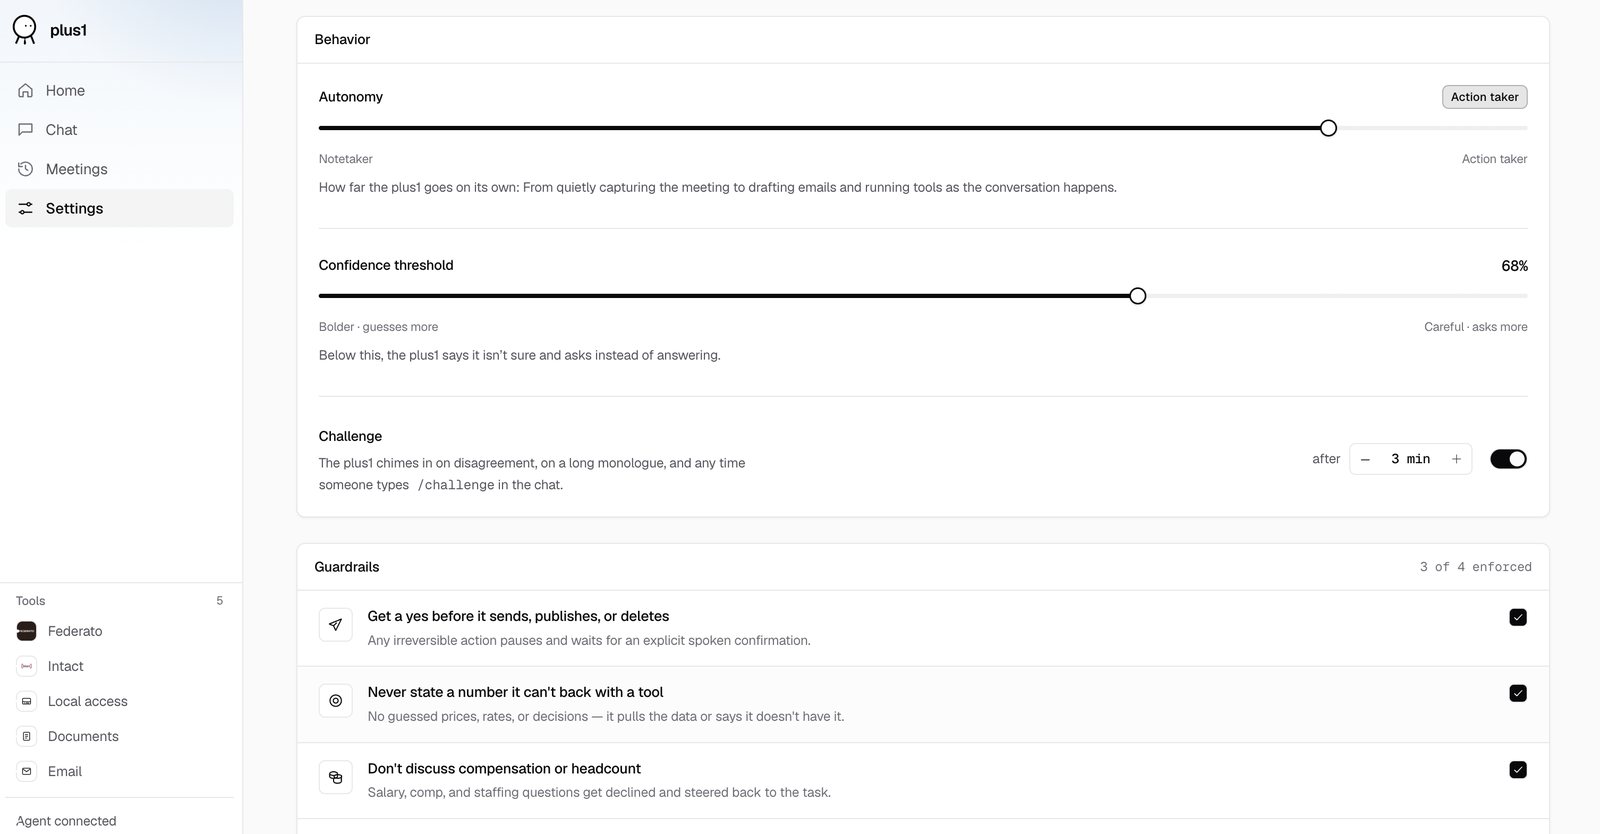 plus1
Home
Chat
Meetings
Settings
Tools 5
Federato
Intact
Local access
Documents
Email
Agent connected
Behavior
Autonomy Action taker
Notetaker Action taker
How far the plus1 goes on its own: From quietly capturing the meeting to drafting emails and running tools as the conversation happens.
Confidence threshold 68%
Bolder · guesses more Careful · asks more
Below this, the plus1 says it isn’t sure and asks instead of answering.
Challenge
The plus1 chimes in on disagreement, on a long monologue, and any time
someone types /challenge in the chat.
after – 3 min +
Guardrails 3 of 4 enforced
Get a yes before it sends, publishes, or deletes
Any irreversible action pauses and waits for an explicit spoken confirmation.
Never state a number it can't back with a tool
No guessed prices, rates, or decisions — it pulls the data or says it doesn't have it.
Don't discuss compensation or headcount
Salary, comp, and staffing questions get declined and steered back to the task.